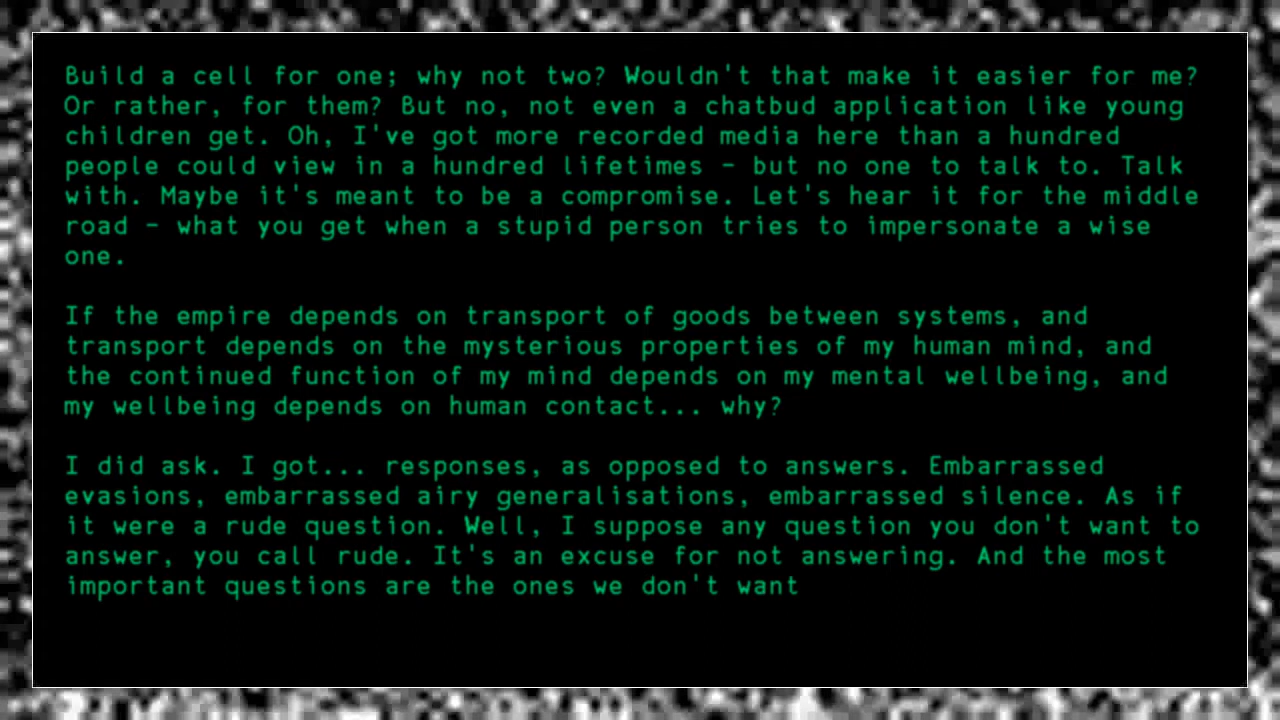 Build a cell for one; why not two? Wouldn't that make it easier for me?
Or rather, for them? But no, not even a chatbud application like young
children get. Oh, I've got more recorded media here than a hundred
people could view in a hundred lifetimes - but no one to talk to. Talk
with. Maybe it's meant to be a compromise. Let's hear it for the middle
road - what you get when a stupid person tries to impersonate a wise
one.

If the empire depends on transport of goods between systems, and
transport depends on the mysterious properties of my human mind, and
the continued function of my mind depends on my mental wellbeing, and
my wellbeing depends on human contact... why?

I did ask. I got... responses, as opposed to answers. Embarrassed
evasions, embarrassed airy generalisations, embarrassed silence. As if
it were a rude question. Well, I suppose any question you don't want to
answer, you call rude. It's an excuse for not answering. And the most
important questions are the ones we don't want